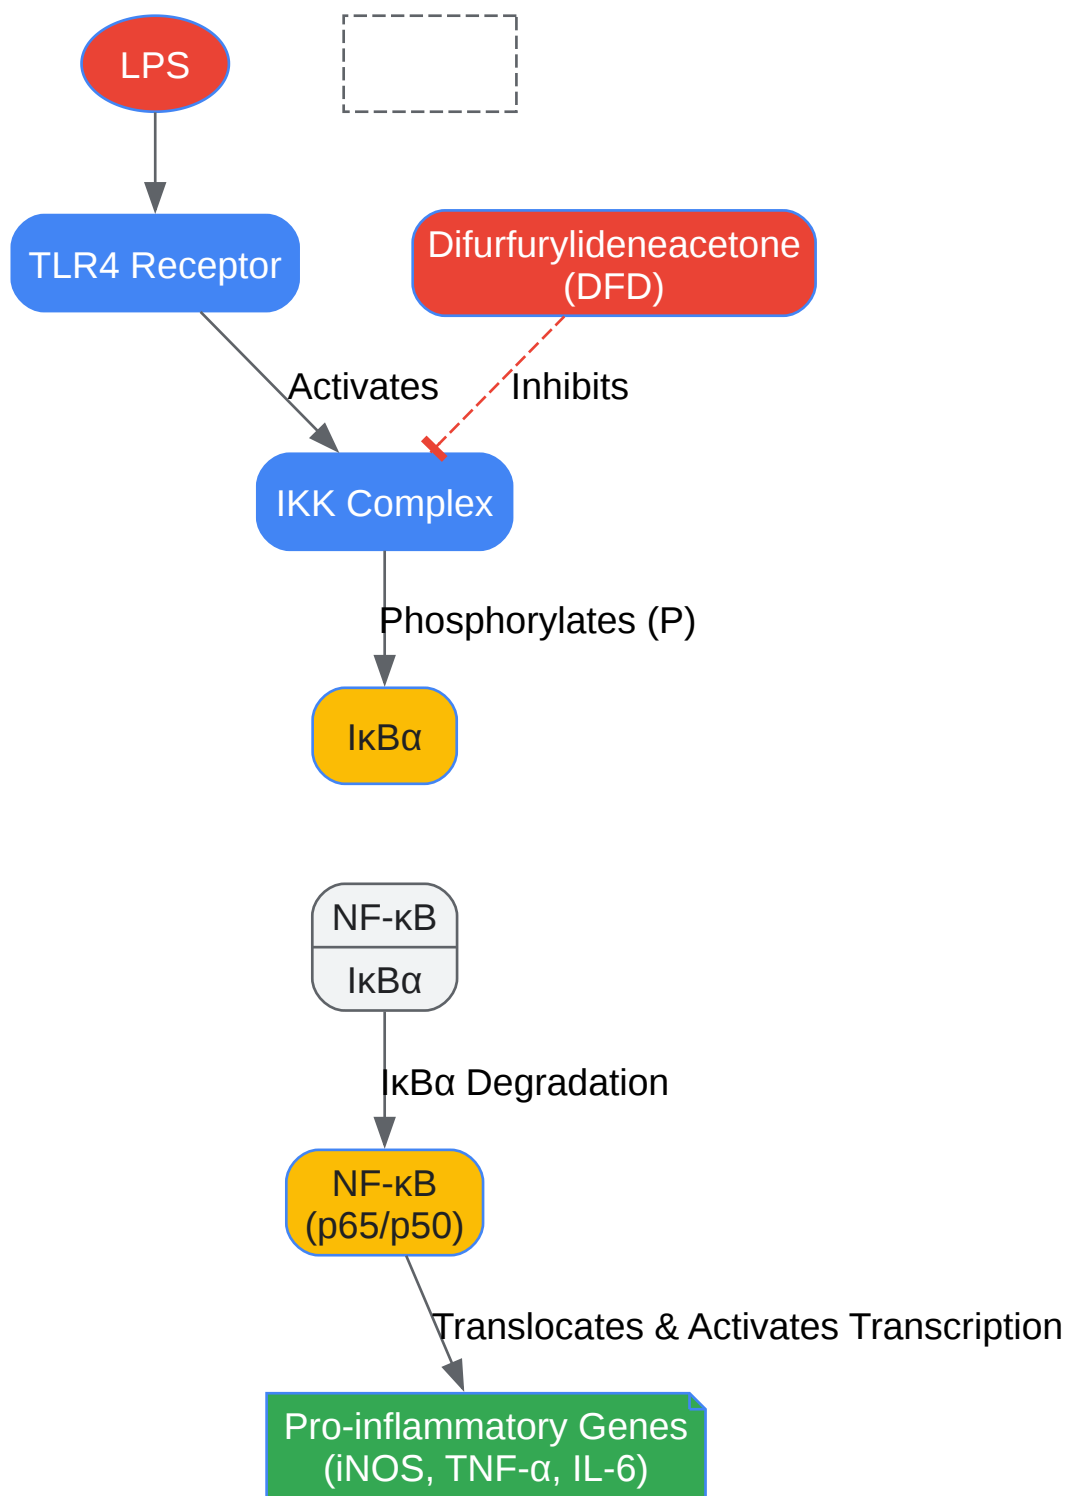 LPS
TLR4 Receptor
Difurfurylideneacetone
(DFD)
Activates
Inhibits
IKK Complex
Phosphorylates (P)
IκBα
NF-κB
IκBα
IκBα Degradation
NF-κB
(p65/p50)
Translocates & Activates Transcription
Pro-inflammatory Genes
(iNOS, TNF-α, IL-6)